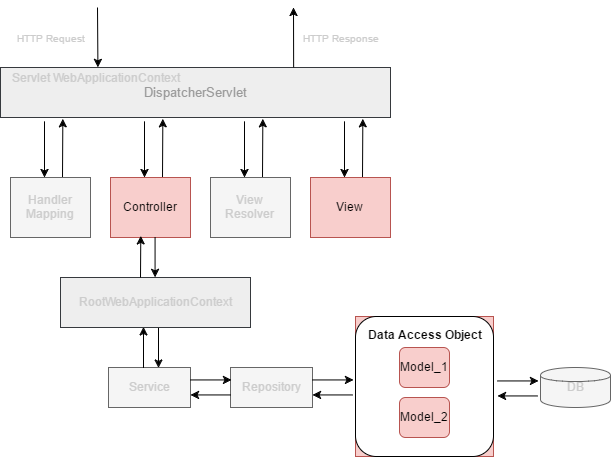 HTTP Request
HTTP Response
Servlet WebApplicationContext
DispatcherServlet
Handler
Mapping
Controller
View
Resolver
View
RootWebApplicationContext
Data Access Object
Model_1
Service
Repository
DB
Model_2